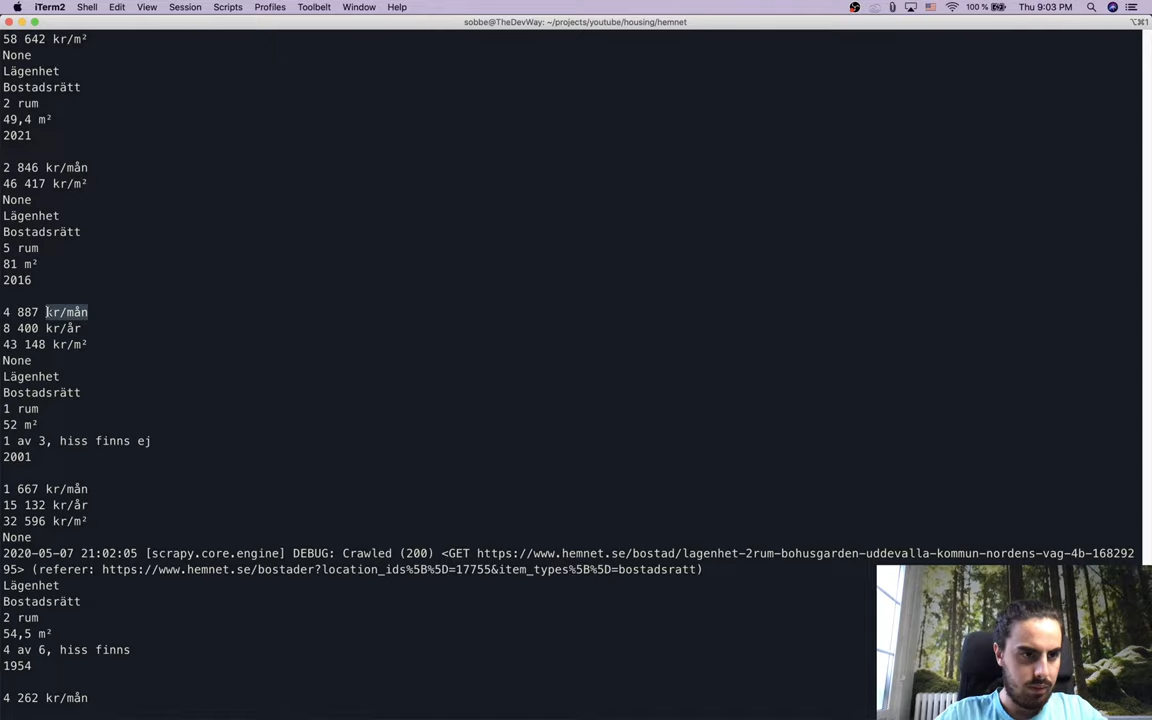 iTerm2 Shell Edit View Session Scripts Profiles Toolbelt Window Help 100 % Thu 9:03 PM
sobbe@TheDevWay: ~/projects/youtube/housing/hemnet ⌥⌘1
58 642 kr/m²
None
Lägenhet
Bostadsrätt
2 rum
49,4 m²
2021
2 846 kr/mån
46 417 kr/m²
None
Lägenhet
Bostadsrätt
5 rum
81 m²
2016
4 887 kr/mån
8 400 kr/år
43 148 kr/m²
None
Lägenhet
Bostadsrätt
1 rum
52 m²
1 av 3, hiss finns ej
2001
1 667 kr/mån
15 132 kr/år
32 596 kr/m²
None
2020-05-07 21:02:05 [scrapy.core.engine] DEBUG: Crawled (200) <GET https://www.hemnet.se/bostad/lagenhet-2rum-bohusgarden-uddevalla-kommun-nordens-vag-4b-168292
95> (referer: https://www.hemnet.se/bostader?location_ids%5B%5D=17755&item_types%5B%5D=bostadsratt)
Lägenhet
Bostadsrätt
2 rum
54,5 m²
4 av 6, hiss finns
1954
4 262 kr/mån